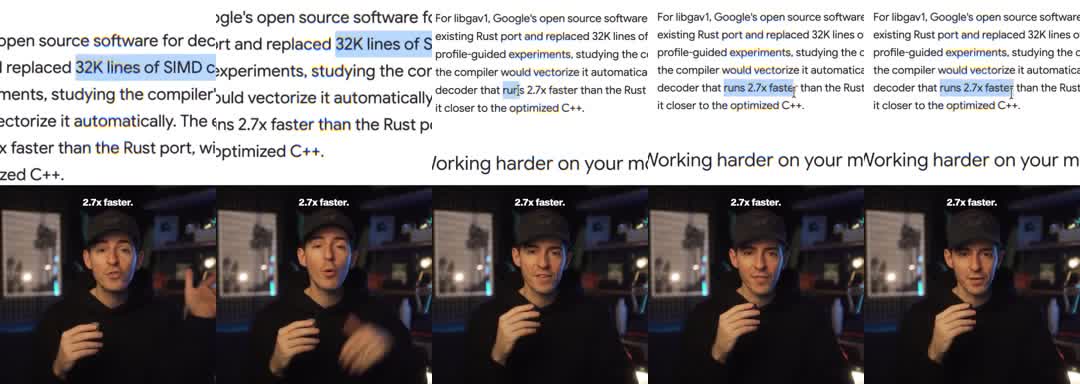 open source software for dec
replaced 32K lines of SIMD c
ments, studying the compiler'
ectorize it automatically. The
x faster than the Rust port, wi
zed C++.
2.7x faster.
ogle's open source software fo
rt and replaced 32K lines of S
experiments, studying the con
ould vectorize it automatically
ns 2.7x faster than the Rust po
optimized C++.
2.7x faster.
For libgav1, Google's open source software
existing Rust port and replaced 32K lines of
profile-guided experiments, studying the c
the compiler would vectorize it automatica
decoder that runs 2.7x faster than the Rust
it closer to the optimized C++.
Working harder on your m
2.7x faster.
For libgav1, Google's open source software
existing Rust port and replaced 32K lines o
profile-guided experiments, studying the c
the compiler would vectorize it automatica
decoder that runs 2.7x faster than the Rust
it closer to the optimized C++.
Working harder on your m
2.7x faster.
For libgav1, Google's open source software
existing Rust port and replaced 32K lines o
profile-guided experiments, studying the c
the compiler would vectorize it automatica
decoder that runs 2.7x faster than the Rust
it closer to the optimized C++.
Working harder on your m
2.7x faster.